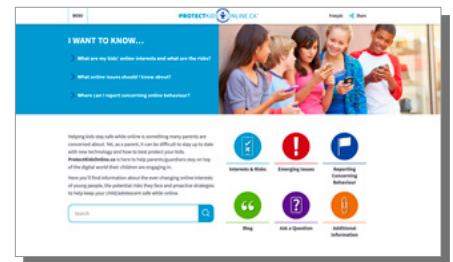 MENU
PROTECTKIDSONLINE.CA
Français
Share
I WANT TO KNOW...
What are my kids' online interests and what are the risks?
What online issues should I know about?
Where can I report concerning online behaviour?
Helping kids stay safe while online is something many parents are
concerned about. Yet, as a parent, it can be difficult to stay up to date
with new technology and how to best protect your kids.
ProtectKidsOnline.ca is here to help parents/guardians stay on top
of the digital world their children are engaging in.
Here you'll find information about the ever-changing online interests
of young people, the potential risks they face and proactive strategies
to help keep your child/adolescent safe while online.
Search
Interests & Risks
Emerging Issues
Reporting
Concerning
Behaviour
Blog
Ask a Question
Additional
Information